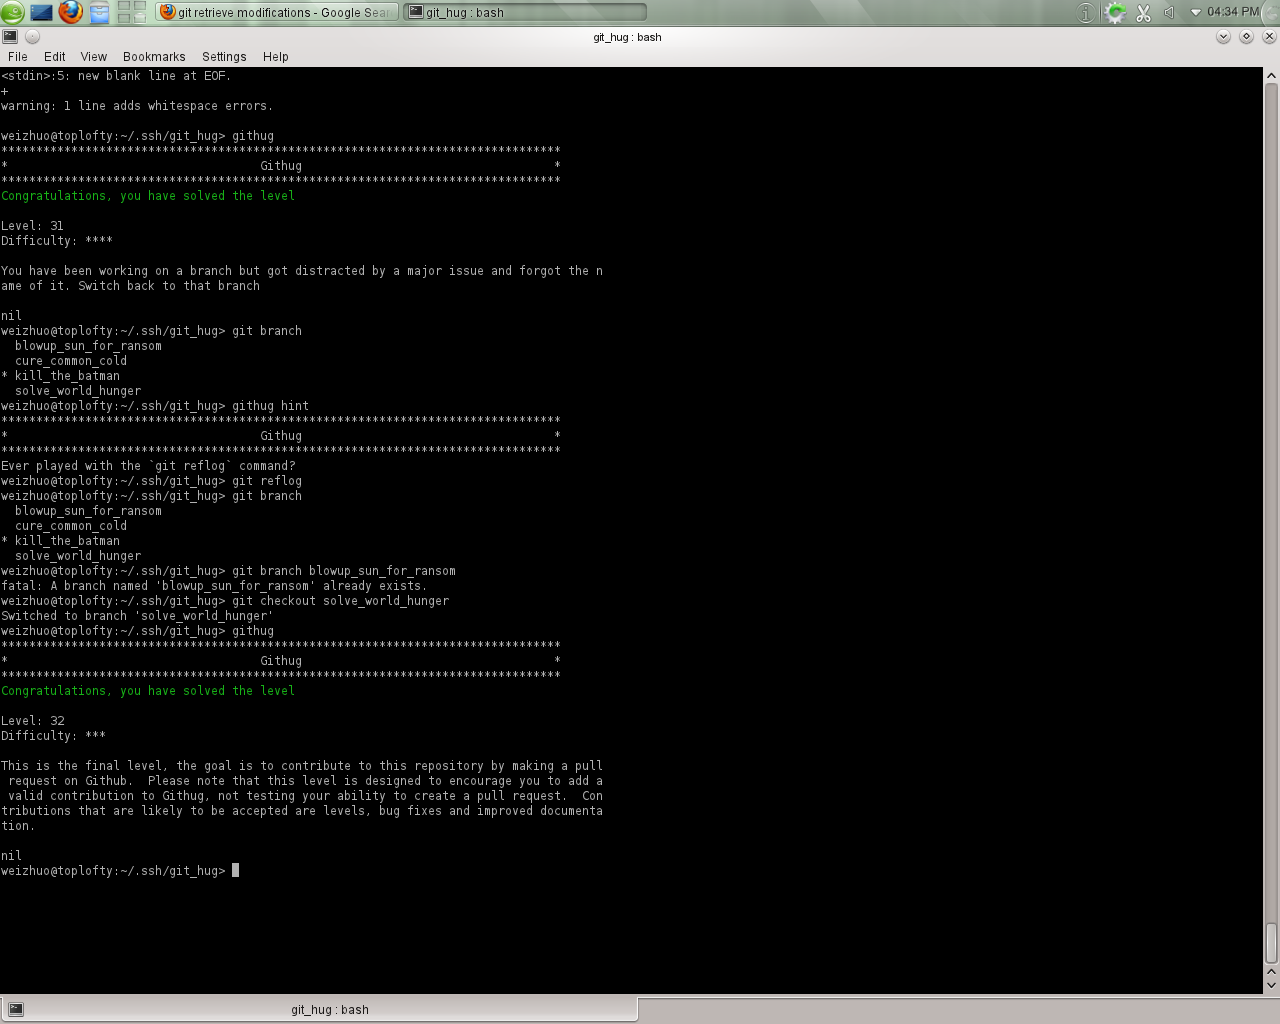 git retrieve modifications - Google Sear
git_hug : bash
04:34 PM
git_hug : bash
File Edit View Bookmarks Settings Help
<stdin>:5: new blank line at EOF.
+
warning: 1 line adds whitespace errors.
weizhuo@toplofty:~/.ssh/git_hug> githug
********************************************************************************
* Githug *
********************************************************************************
Congratulations, you have solved the level
Level: 31
Difficulty: ****
You have been working on a branch but got distracted by a major issue and forgot the n
ame of it. Switch back to that branch
nil
weizhuo@toplofty:~/.ssh/git_hug> git branch
blowup_sun_for_ransom
cure_common_cold
* kill_the_batman
solve_world_hunger
weizhuo@toplofty:~/.ssh/git_hug> githug hint
********************************************************************************
* Githug *
********************************************************************************
Ever played with the `git reflog` command?
weizhuo@toplofty:~/.ssh/git_hug> git reflog
weizhuo@toplofty:~/.ssh/git_hug> git branch
blowup_sun_for_ransom
cure_common_cold
* kill_the_batman
solve_world_hunger
weizhuo@toplofty:~/.ssh/git_hug> git branch blowup_sun_for_ransom
fatal: A branch named 'blowup_sun_for_ransom' already exists.
weizhuo@toplofty:~/.ssh/git_hug> git checkout solve_world_hunger
Switched to branch 'solve_world_hunger'
weizhuo@toplofty:~/.ssh/git_hug> githug
********************************************************************************
* Githug *
********************************************************************************
Congratulations, you have solved the level
Level: 32
Difficulty: ***
This is the final level, the goal is to contribute to this repository by making a pull
request on Github.  Please note that this level is designed to encourage you to add a
valid contribution to Githug, not testing your ability to create a pull request.  Con
tributions that are likely to be accepted are levels, bug fixes and improved documenta
tion.
nil
weizhuo@toplofty:~/.ssh/git_hug>
git_hug : bash